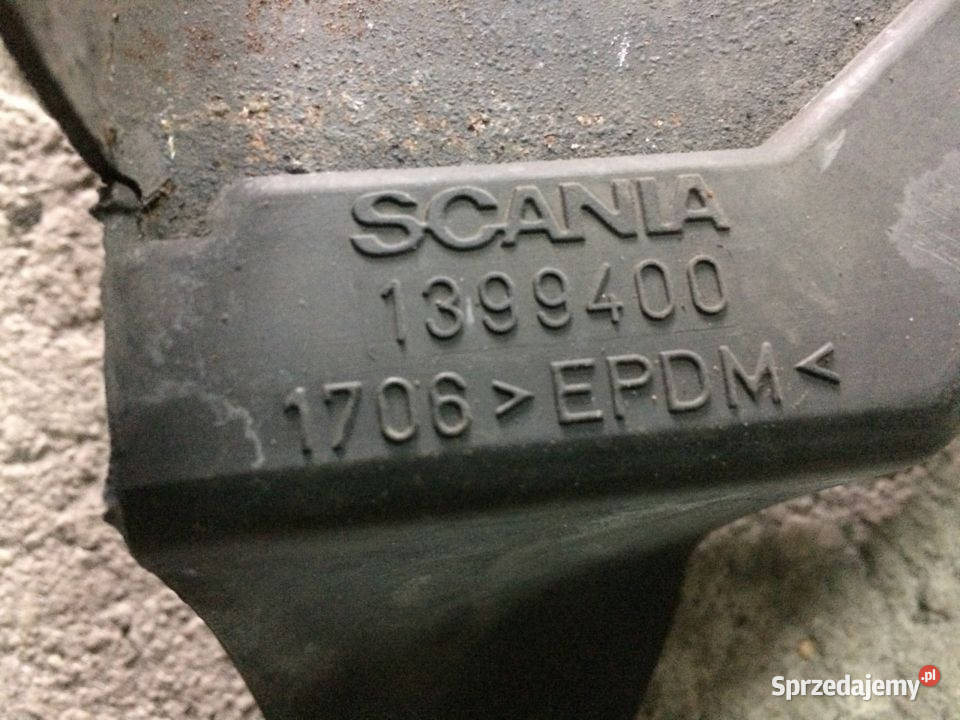 SCANIA
1399400
1706 >EPDM<
Sprzedajemy.pl